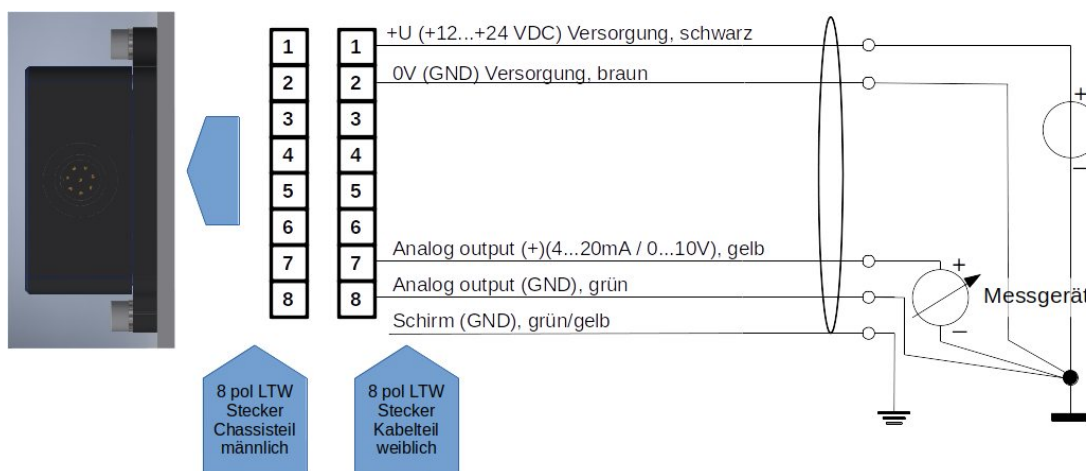 1
2
3
4
5
6
7
8
1
2
3
4
5
6
7
8
+U (+12...+24 VDC) Versorgung, schwarz
0V (GND) Versorgung, braun
Analog output (+)(4...20mA / 0...10V), gelb
Analog output (GND), grün
Schirm (GND), grün/gelb
+
−
+
−
Messgerät
8 pol LTW
Stecker
Chassisteil
männlich
8 pol LTW
Stecker
Kabelteil
weiblich